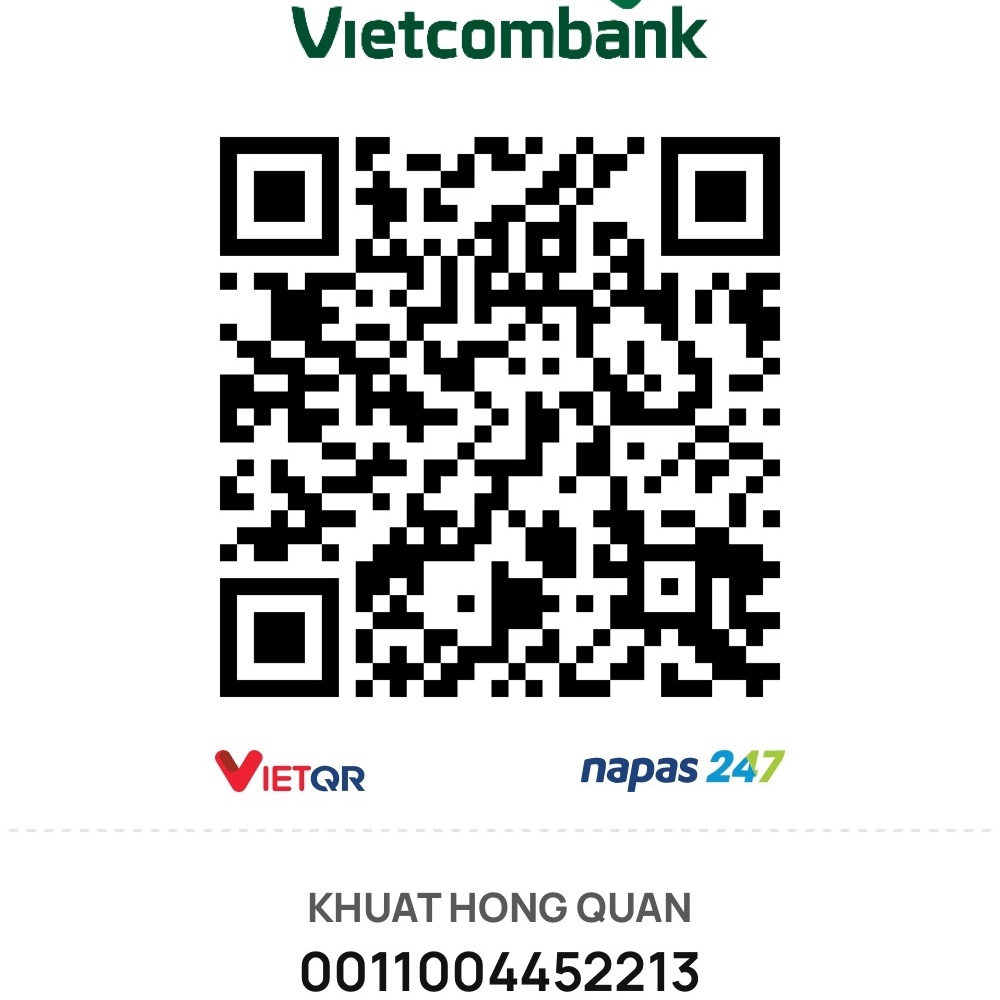 Vietcombank
VIETQR
napas 247
KHUAT HONG QUAN
0011004452213